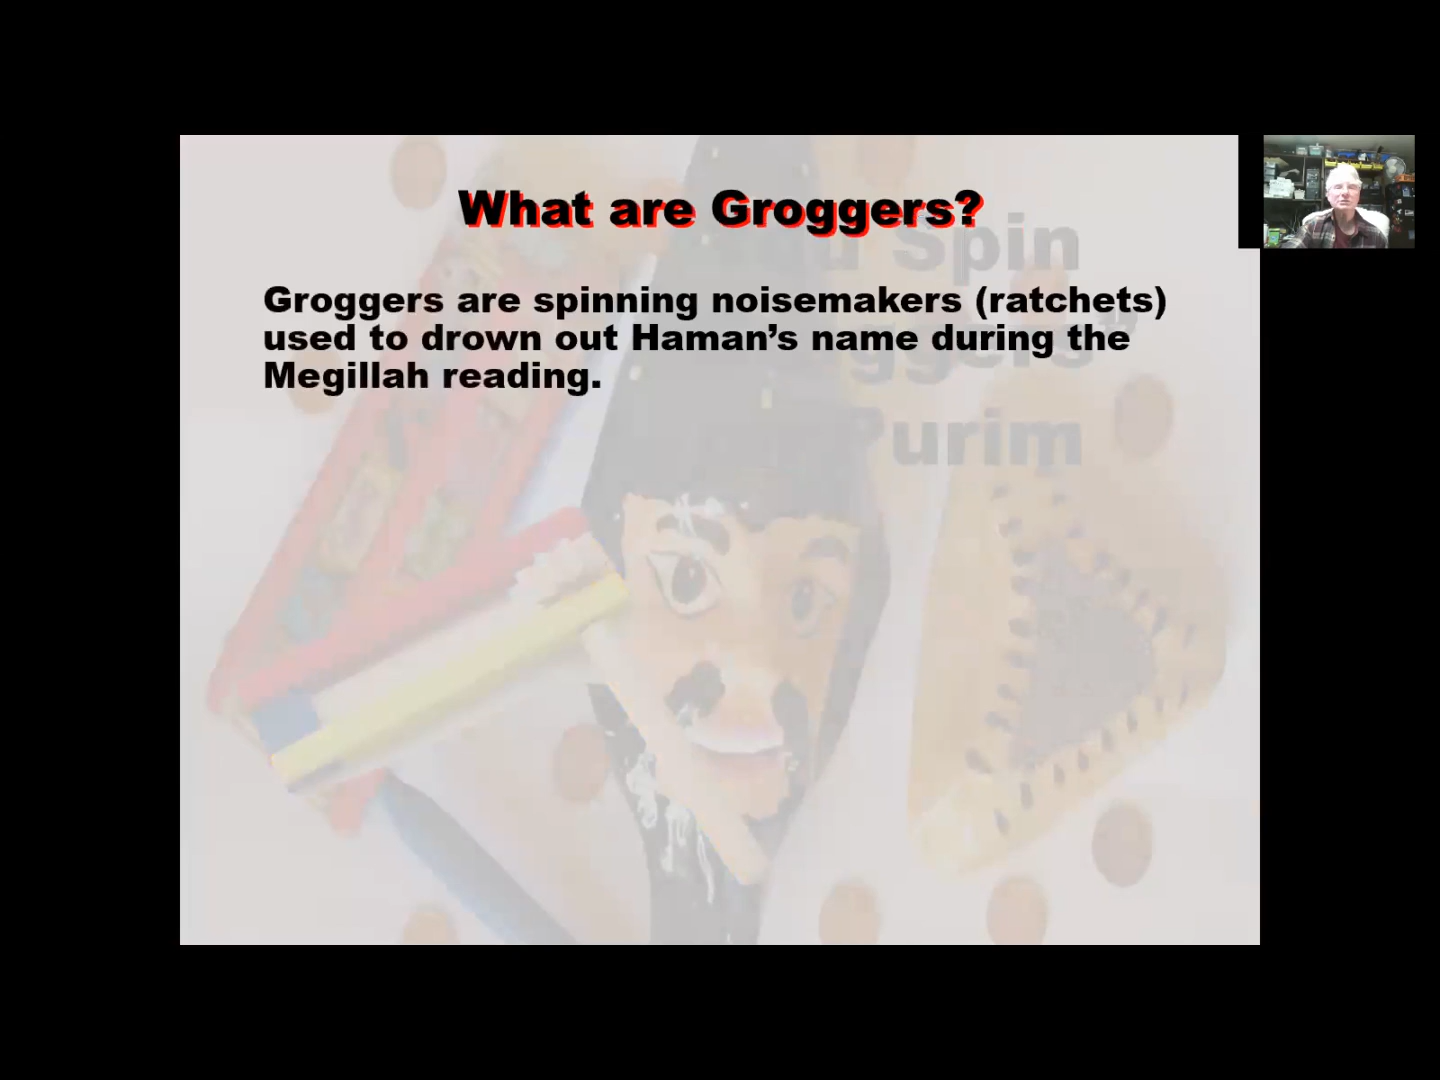 What are Groggers?
Spin
Groggers are spinning noisemakers (ratchets)
used to drown out Haman’s name during the
Megillah reading.
Purim